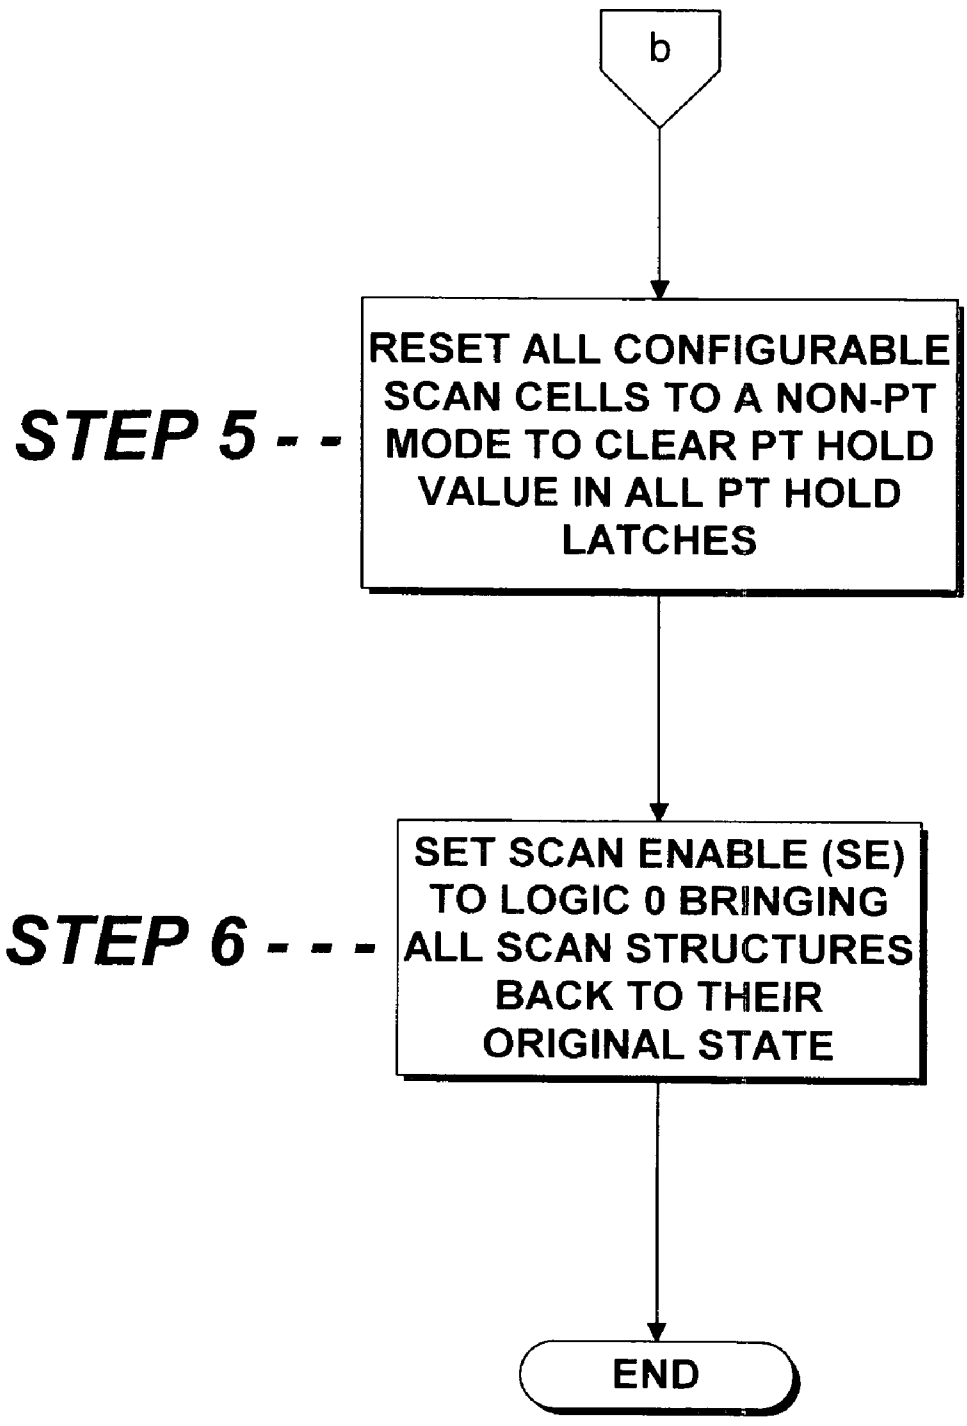 b
RESET ALL CONFIGURABLE
SCAN CELLS TO A NON-PT
STEP 5 - -
MODE TO CLEAR PT HOLD
VALUE IN ALL PT HOLD
LATCHES
SET SCAN ENABLE (SE)
TO LOGIC 0 BRINGING
STEP 6 - - -
ALL SCAN STRUCTURES
BACK TO THEIR
ORIGINAL STATE
END